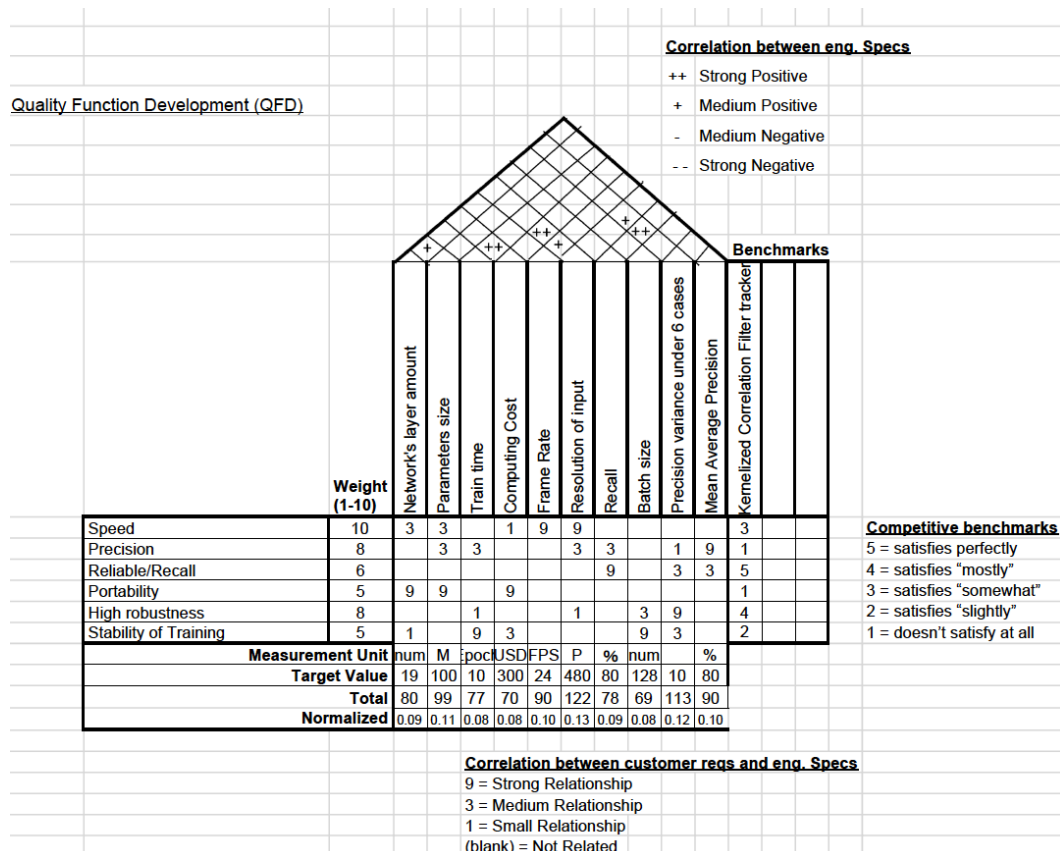 Correlation between eng. Specs
++ Strong Positive
Quality Function Development (QFD)
+ Medium Positive
- Medium Negative
- - Strong Negative
+ ++ ++ + + ++
Benchmarks
Weight (1-10)
Network's layer amount
Parameters size
Train time
Computing Cost
Frame Rate
Resolution of input
Recall
Batch size
Precision variance under 6 cases
Mean Average Precision
Kernelized Correlation Filter tracker
Speed 10 3 3 1 9 9 3
Competitive benchmarks
Precision 8 3 3 3 3 1 9 1
5 = satisfies perfectly
Reliable/Recall 6 9 3 3 5
4 = satisfies “mostly”
Portability 5 9 9 9 1
3 = satisfies “somewhat”
High robustness 8 1 1 3 9 4
2 = satisfies “slightly”
Stability of Training 5 1 9 3 9 3 2
1 = doesn't satisfy at all
Measurement Unit num M USD FPS P % num %
Target Value 19 100 10 300 24 480 80 128 10 80
Total 80 99 77 70 90 122 78 69 113 90
Normalized 0.09 0.11 0.08 0.08 0.10 0.13 0.09 0.08 0.12 0.10
Correlation between customer reqs and eng. Specs
9 = Strong Relationship
3 = Medium Relationship
1 = Small Relationship
(blank) = Not Related